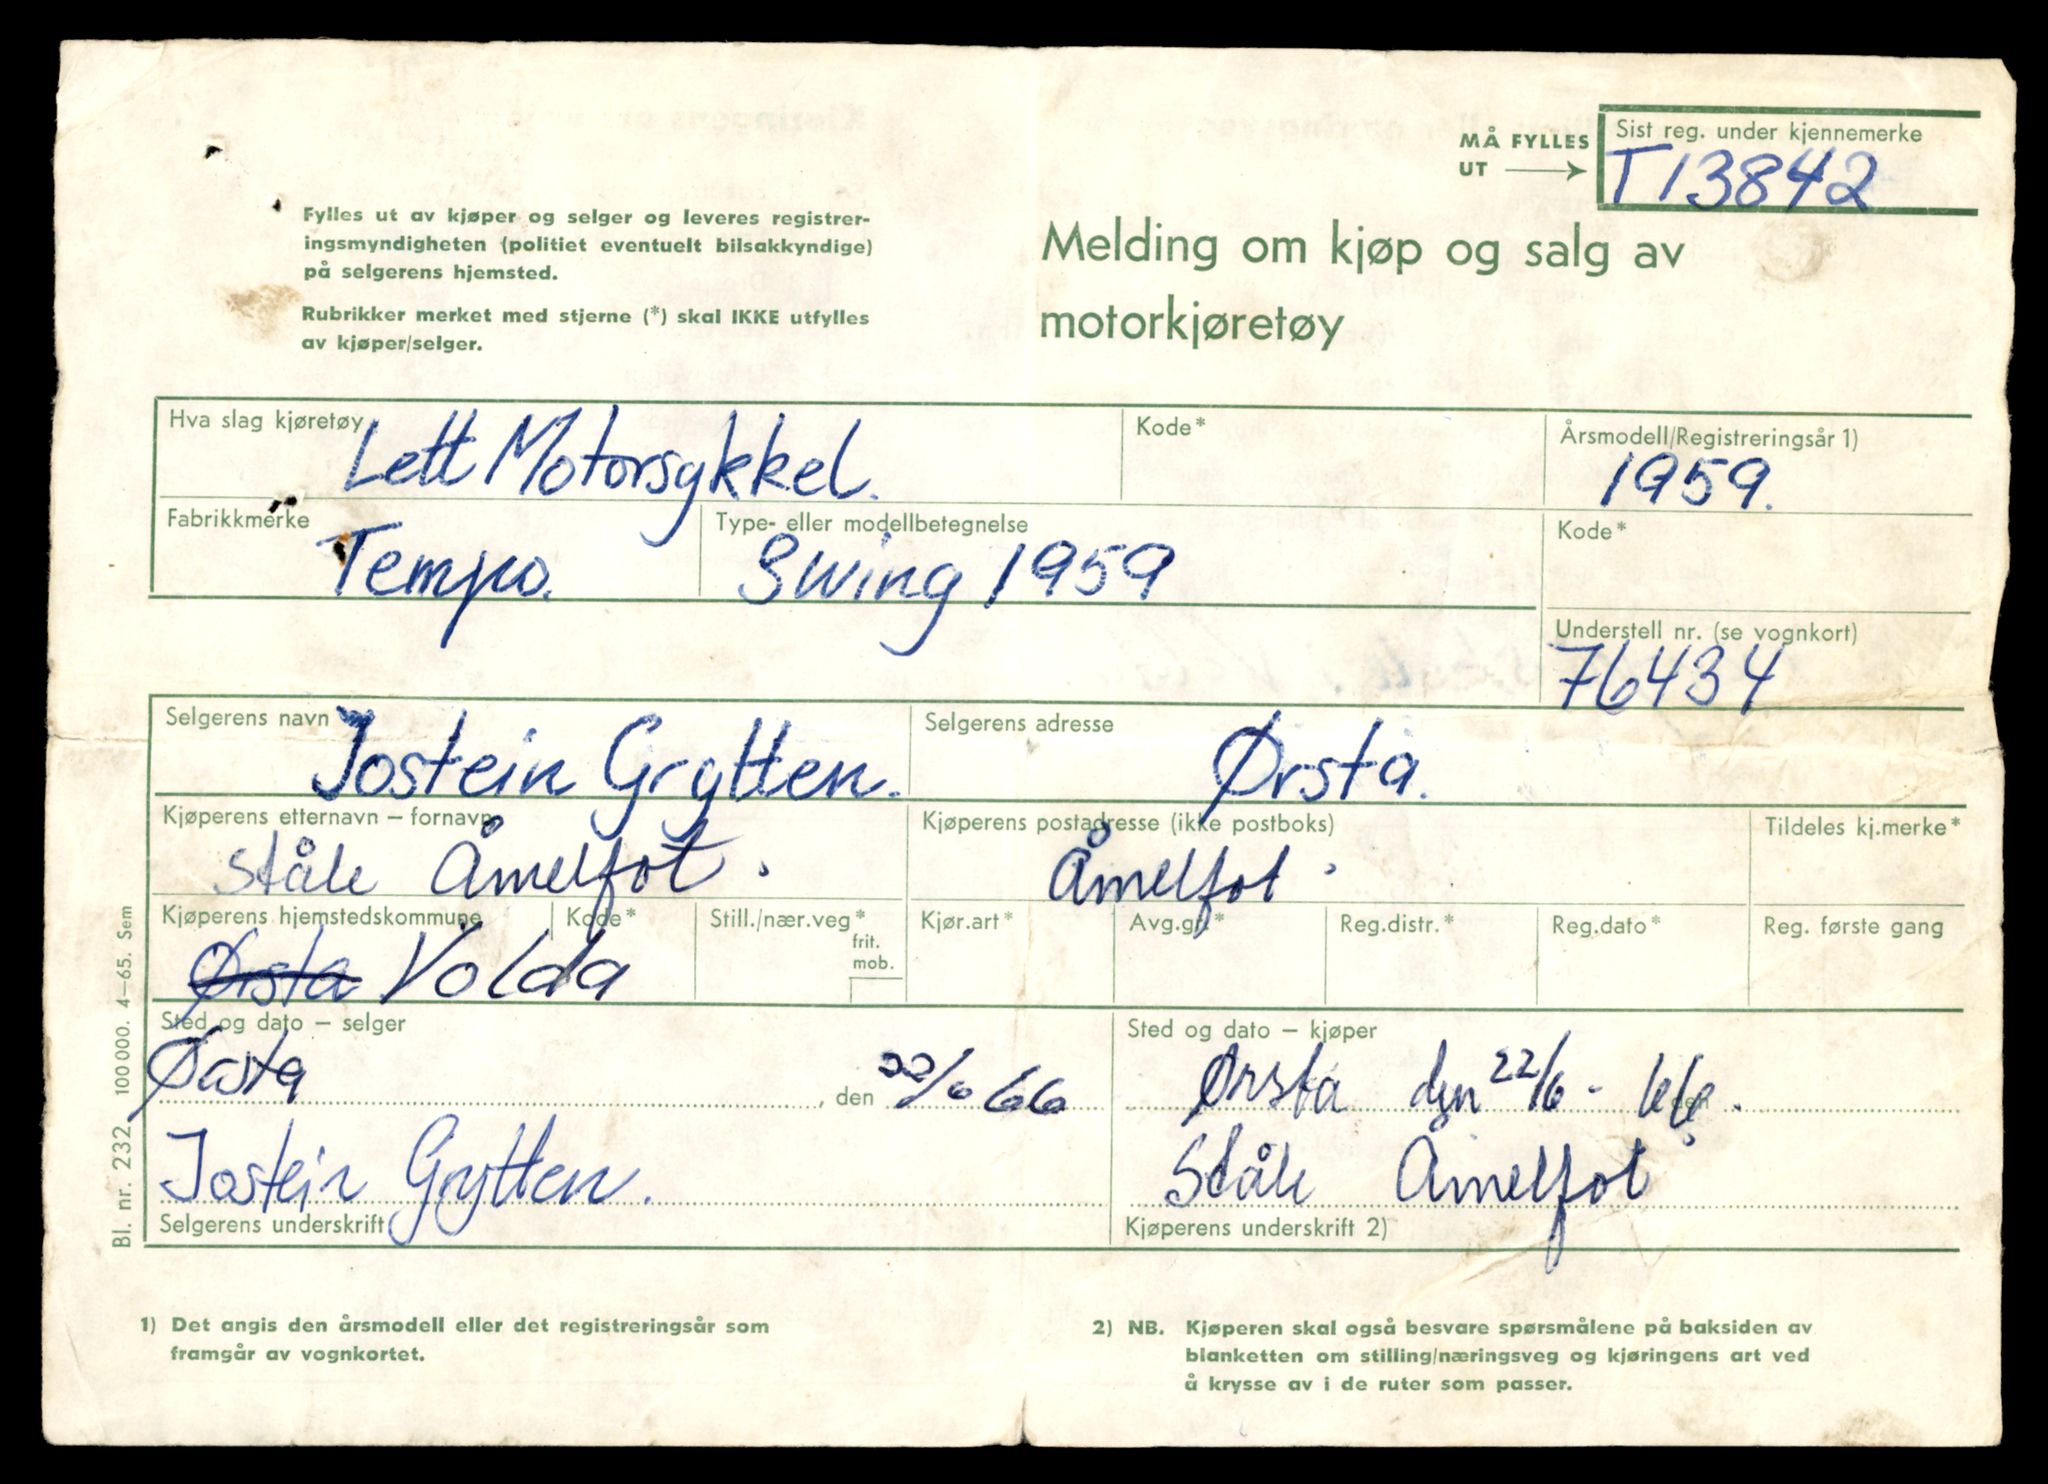 MÅ FYLLES
UT
Sist reg. under kjennemerke
T13842
Fylles ut av kjøper og selger og leveres registrer-
ingsmyndigheten (politiet eventuelt bilsakkyndige)
på selgerens hjemsted.
Rubrikker merket med stjerne (*) skal IKKE utfylles
av kjøper/selger.
Melding om kjøp og salg av
motorkjøretøy
Hva slag kjøretøy
Lett Motorsykkel.
Kode*
Årsmodell/Registreringsår 1)
1959.
Fabrikkmerke
Tempo.
Type- eller modellbetegnelse
Swing 1959
Kode*
Understell nr. (se vognkort)
76434
Selgerens navn
Jostein Grytten.
Selgerens adresse
Ørsta.
Kjøperens etternavn – fornavn
Ståle Åmelfot.
Kjøperens postadresse (ikke postboks)
Åmelfot.
Tildeles kj.merke*
Kjøperens hjemstedskommune
Ørsta Volda
Kode*
Still./nær.veg*
frit.
mob.
Kjør.art*
Avg.gr.*
Reg.distr.*
Reg.dato*
Reg. første gang
Sted og dato – selger
Ørsta, den 22/6 66
Sted og dato – kjøper
Ørsta den 22/6 - 66.
Jostein Grytten.
Selgerens underskrift
Ståle Åmelfot
Kjøperens underskrift 2)
Bl. nr. 232. 100 000. 4–65. Sem
1) Det angis den årsmodell eller det registreringsår som
framgår av vognkortet.
2) NB. Kjøperen skal også besvare spørsmålene på baksiden av
blanketten om stilling/næringsveg og kjøringens art ved
å krysse av i de ruter som passer.